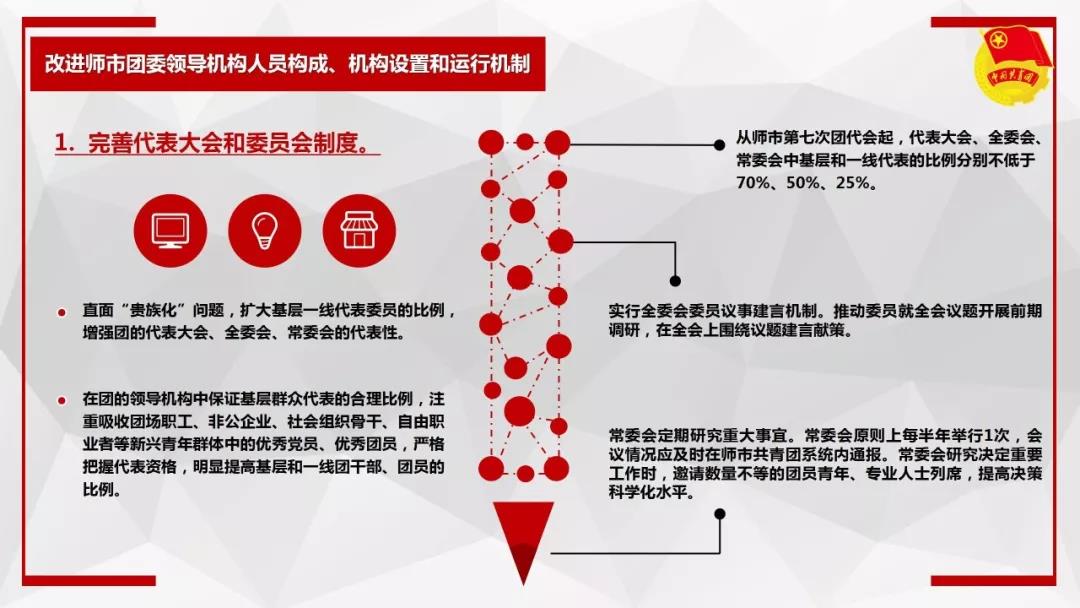 改进师市团委领导机构人员构成、机构设置和运行机制
中国共青团
1. 完善代表大会和委员会制度。
直面“贵族化”问题，扩大基层一线代表委员的比例，
增强团的代表大会、全委会、常委会的代表性。
在团的领导机构中保证基层群众代表的合理比例，注
重吸收团场职工、非公企业、社会组织骨干、自由职
业者等新兴青年群体中的优秀党员、优秀团员，严格
把握代表资格，明显提高基层和一线团干部、团员的
比例。
从师市第七次团代会起，代表大会、全委会、
常委会中基层和一线代表的比例分别不低于
70%、50%、25%。
实行全委会委员议事建言机制。推动委员就全会议题开展前期
调研，在全会上围绕议题建言献策。
常委会定期研究重大事宜。常委会原则上每半年举行1次，会
议情况应及时在师市共青团系统内通报。常委会研究决定重要
工作时，邀请数量不等的团员青年、专业人士列席，提高决策
科学化水平。